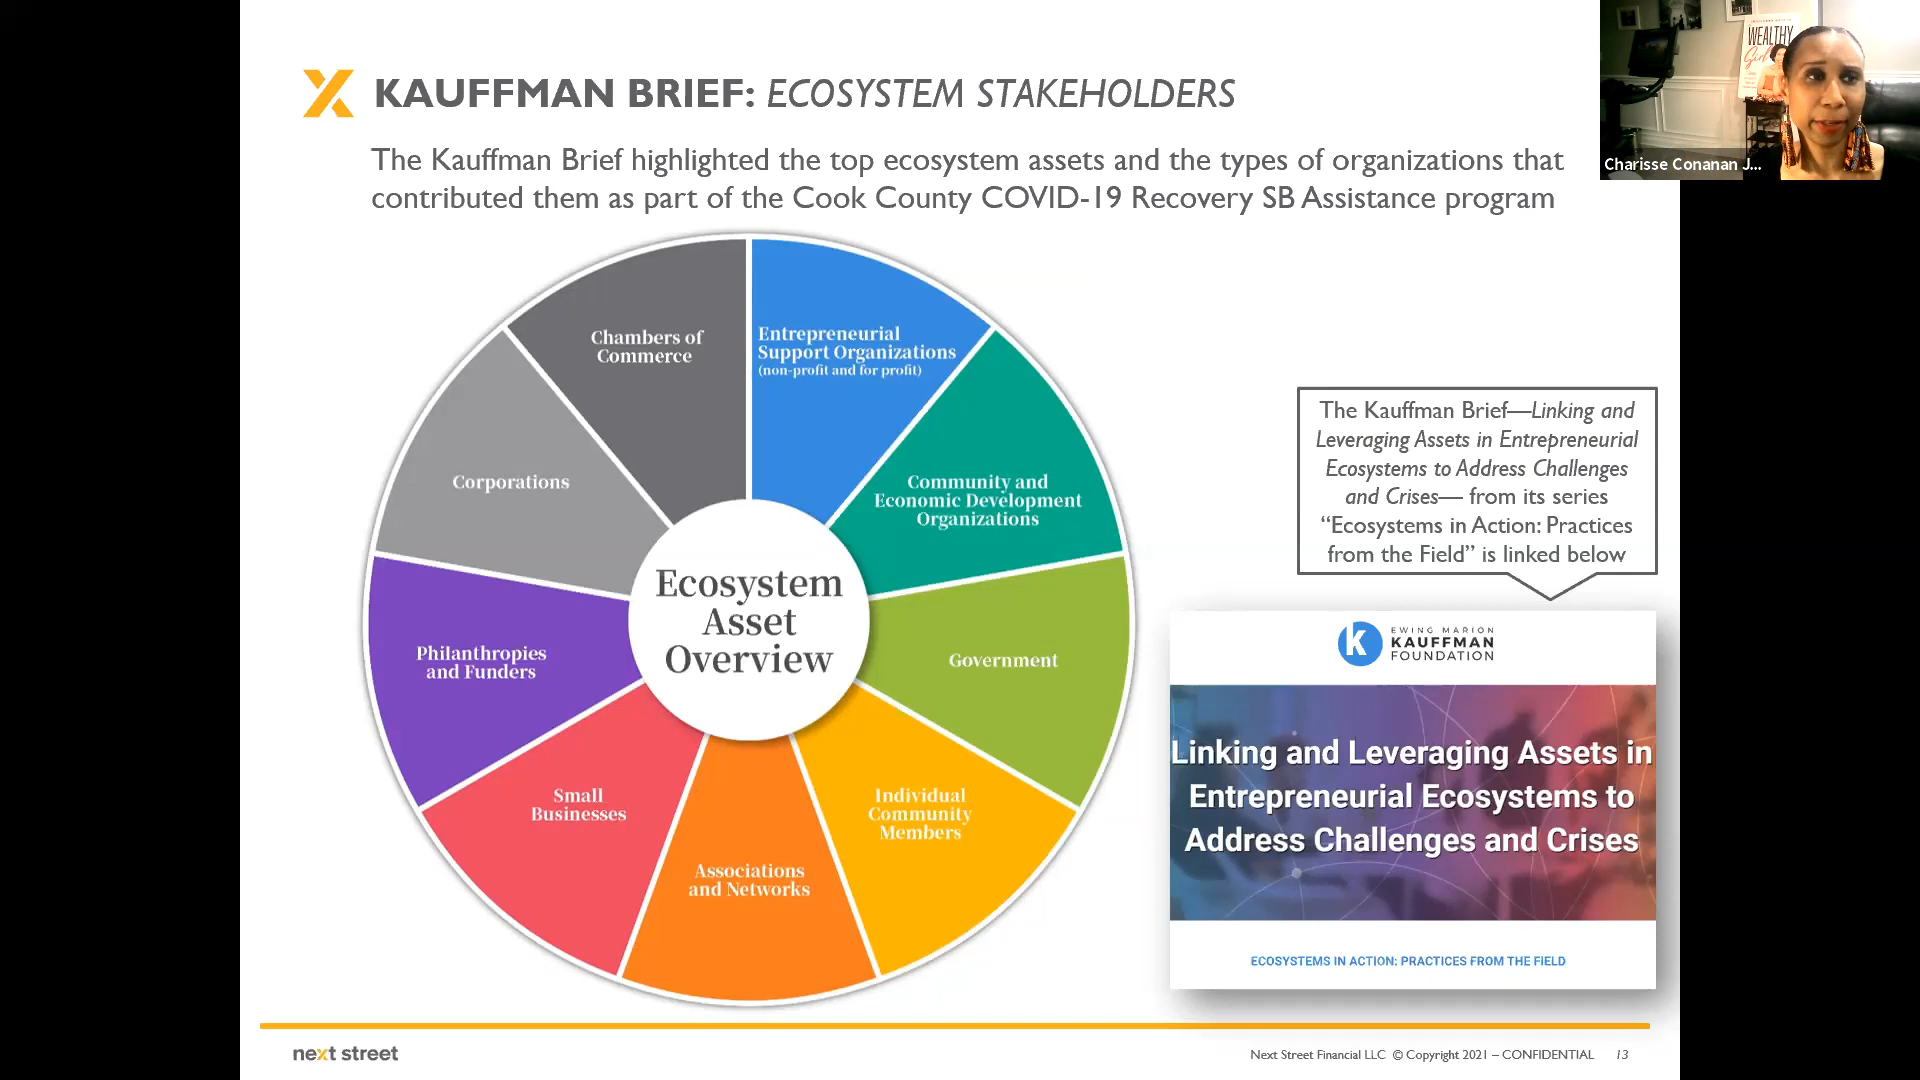 KAUFFMAN BRIEF: ECOSYSTEM STAKEHOLDERS
The Kauffman Brief highlighted the top ecosystem assets and the types of organizations that
contributed them as part of the Cook County COVID-19 Recovery SB Assistance program
WEALTHY
Girl
Charisse Conanan J...
Chambers of
Commerce
Entrepreneurial
Support Organizations
(non-profit and for profit)
Corporations
Community and
Economic Development
Organizations
Ecosystem
Asset
Overview
Philanthropies
and Funders
Government
Small
Businesses
Individual
Community
Members
Associations
and Networks
The Kauffman Brief—Linking and
Leveraging Assets in Entrepreneurial
Ecosystems to Address Challenges
and Crises— from its series
“Ecosystems in Action: Practices
from the Field” is linked below
K
EWING MARION
KAUFFMAN
FOUNDATION
Linking and Leveraging Assets in
Entrepreneurial Ecosystems to
Address Challenges and Crises
ECOSYSTEMS IN ACTION: PRACTICES FROM THE FIELD
next street
Next Street Financial LLC © Copyright 2021 – CONFIDENTIAL 13